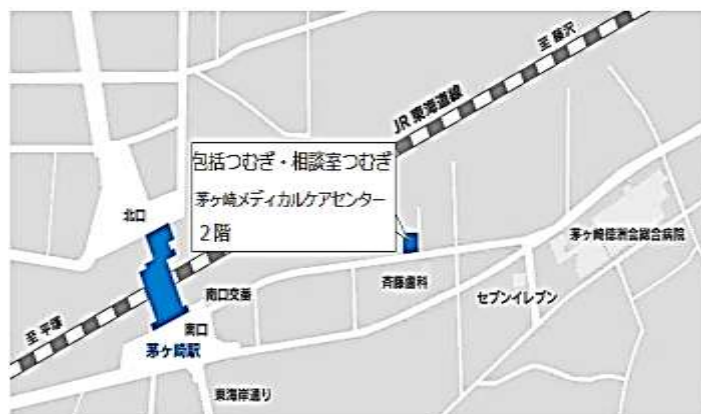 至 藤沢
JR 東海道線
包括つむぎ・相談室つむぎ
茅ヶ崎メディカルケアセンター
2階
北口
茅ヶ崎徳洲会総合病院
斉藤歯科
セブンイレブン
南口交番
南口
至 平塚
茅ヶ崎駅
東海岸通り